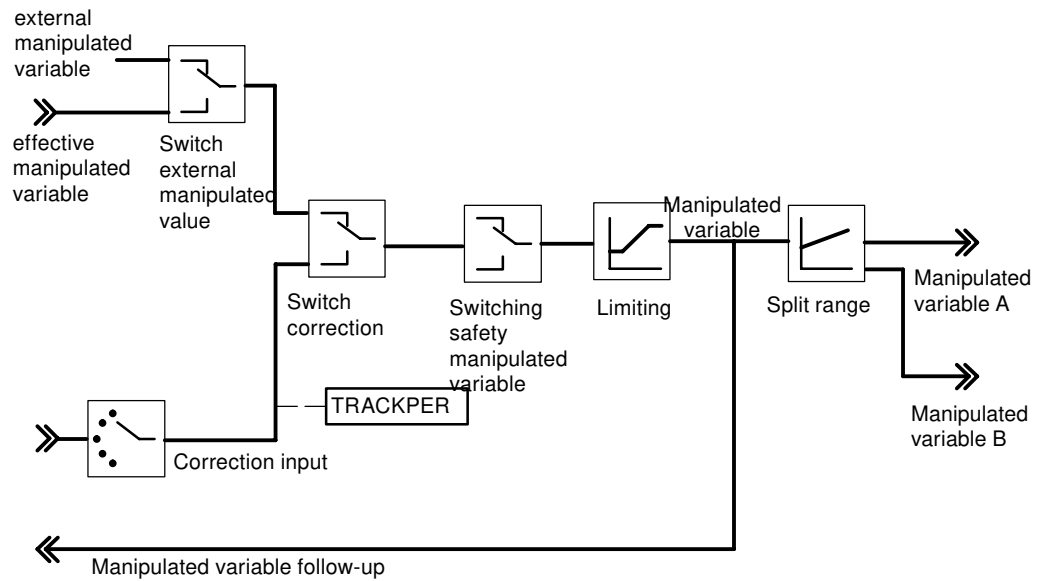 external
manipulated
variable
effective
manipulated
variable
Switch
external
manipulated
value
Switch
correction
Switching
safety
manipulated
variable
Limiting
Manipulated
variable
Split range
Manipulated
variable A
Manipulated
variable B
TRACKPER
Correction input
Manipulated variable follow-up